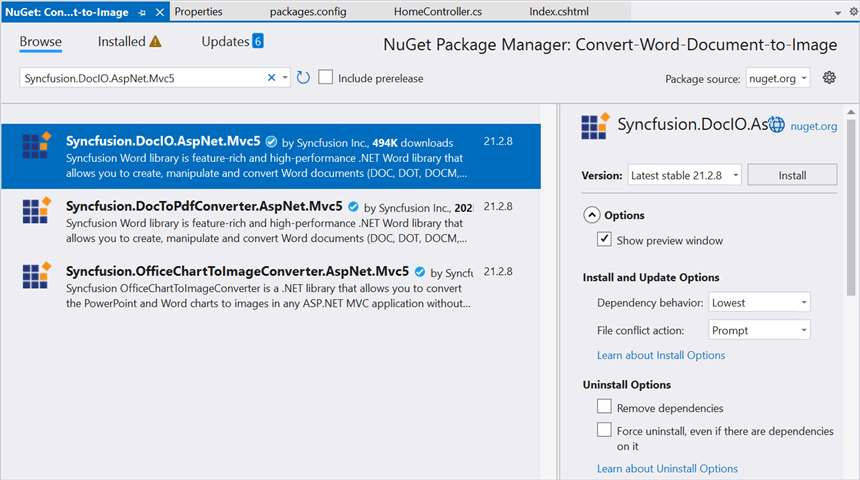 NuGet: Con...t-to-Image
Properties
packages.config
HomeController.cs
Index.cshtml
Browse
Installed
Updates 6
NuGet Package Manager: Convert-Word-Document-to-Image
Syncfusion.DocIO.AspNet.Mvc5
Include prerelease
Package source: nuget.org
Syncfusion.DocIO.AspNet.Mvc5 by Syncfusion Inc., 494K downloads 21.2.8
Syncfusion Word library is feature-rich and high-performance .NET Word library that
allows you to create, manipulate and convert Word documents (DOC, DOT, DOCM,...
Syncfusion.DocToPdfConverter.AspNet.Mvc5 by Syncfusion Inc., 202 21.2.8
Syncfusion Word library is feature-rich and high-performance .NET Word library that
allows you to create, manipulate and convert Word documents (DOC, DOT, DOCM,...
Syncfusion.OfficeChartToImageConverter.AspNet.Mvc5 by Syncfu 21.2.8
Syncfusion OfficeChartToImageConverter is a .NET library that allows you to convert
the PowerPoint and Word charts to images in any ASP.NET MVC application without...
Syncfusion.DocIO.As
nuget.org
Version: Latest stable 21.2.8
Install
Options
Show preview window
Install and Update Options
Dependency behavior: Lowest
File conflict action: Prompt
Learn about Install Options
Uninstall Options
Remove dependencies
Force uninstall, even if there are dependencies
on it
Learn about Uninstall Options